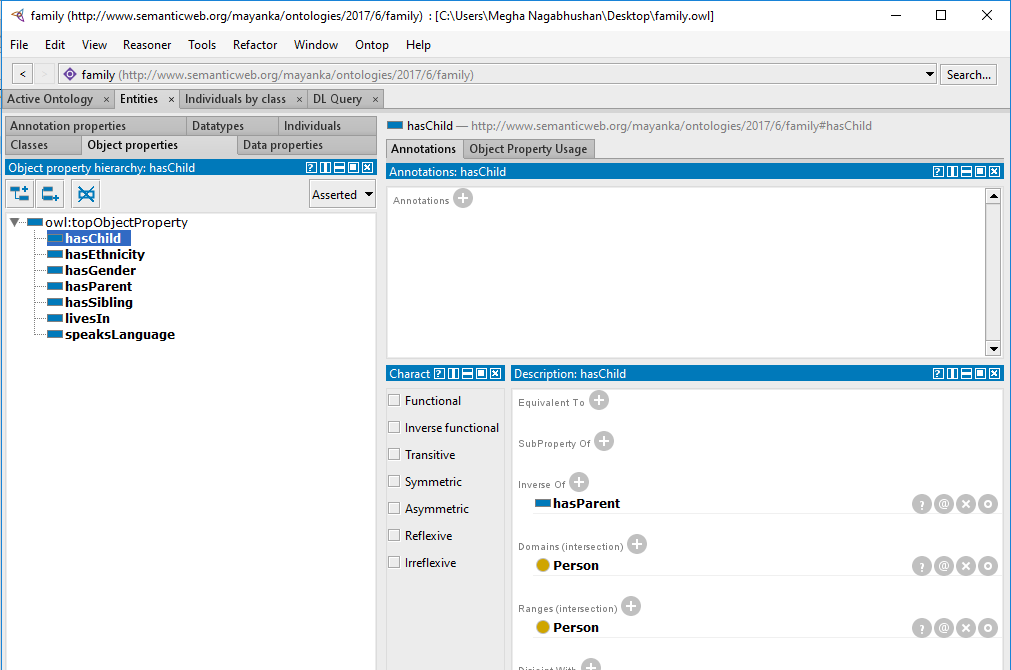 family (http://www.semanticweb.org/mayanka/ontologies/2017/6/family) : [C:\Users\Megha Nagabhushan\Desktop\family.owl]
File Edit View Reasoner Tools Refactor Window Ontop Help
< > family (http://www.semanticweb.org/mayanka/ontologies/2017/6/family) Search...
Active Ontology × Entities × Individuals by class × DL Query ×
Annotation properties Datatypes Individuals
Classes Object properties Data properties
Object property hierarchy: hasChild
Asserted
owl:topObjectProperty
hasChild
hasEthnicity
hasGender
hasParent
hasSibling
livesIn
speaksLanguage
hasChild — http://www.semanticweb.org/mayanka/ontologies/2017/6/family#hasChild
Annotations Object Property Usage
Annotations: hasChild
Annotations
Charact
Functional
Inverse functional
Transitive
Symmetric
Asymmetric
Reflexive
Irreflexive
Description: hasChild
Equivalent To
SubProperty Of
Inverse Of
hasParent
Domains (intersection)
Person
Ranges (intersection)
Person
Disjoint With